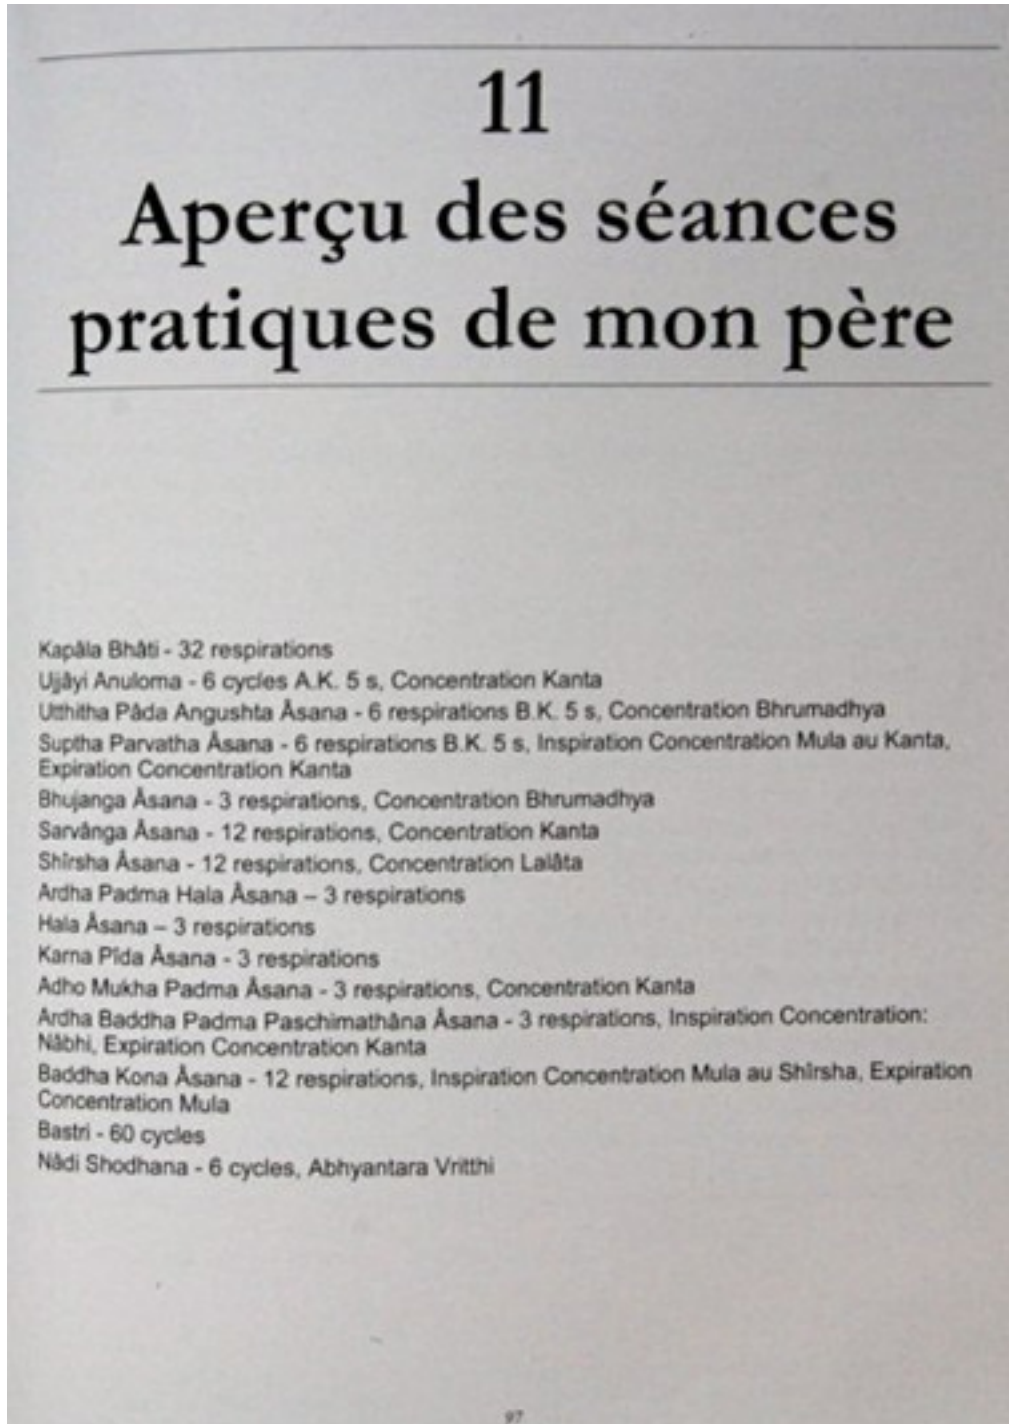 11
Aperçu des séances
pratiques de mon père
Kapâla Bhâti - 32 respirations
Ujjâyi Anuloma - 6 cycles A.K. 5 s, Concentration Kanta
Utthitha Pâda Angushta Âsana - 6 respirations B.K. 5 s, Concentration Bhrumadhya
Suptha Parvatha Âsana - 6 respirations B.K. 5 s, Inspiration Concentration Mula au Kanta,
Expiration Concentration Kanta
Bhujanga Âsana - 3 respirations, Concentration Bhrumadhya
Sarvânga Âsana - 12 respirations, Concentration Kanta
Shîrsha Âsana - 12 respirations, Concentration Lalâta
Ardha Padma Hala Âsana – 3 respirations
Hala Âsana – 3 respirations
Karna Pîda Âsana - 3 respirations
Adho Mukha Padma Âsana - 3 respirations, Concentration Kanta
Ardha Baddha Padma Paschimathâna Âsana - 3 respirations, Inspiration Concentration:
Nâbhi, Expiration Concentration Kanta
Baddha Kona Âsana - 12 respirations, Inspiration Concentration Mula au Shîrsha, Expiration
Concentration Mula
Bastri - 60 cycles
Nâdi Shodhana - 6 cycles, Abhyantara Vritthi
97